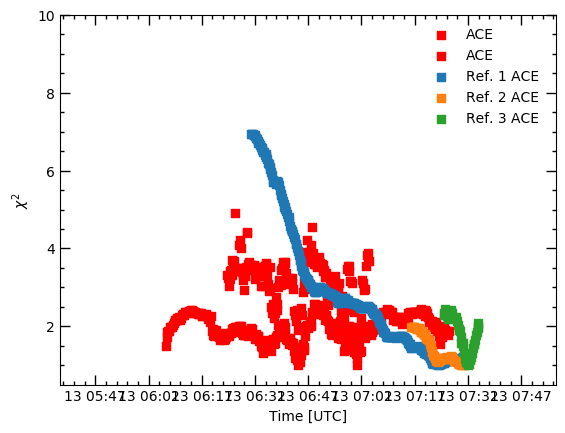 10
8
6
4
2
χ²
ACE
ACE
Ref. 1 ACE
Ref. 2 ACE
Ref. 3 ACE
13 05:47 13 06:02 13 06:17 13 06:32 13 06:47 13 07:02 13 07:17 13 07:32 13 07:47
Time [UTC]